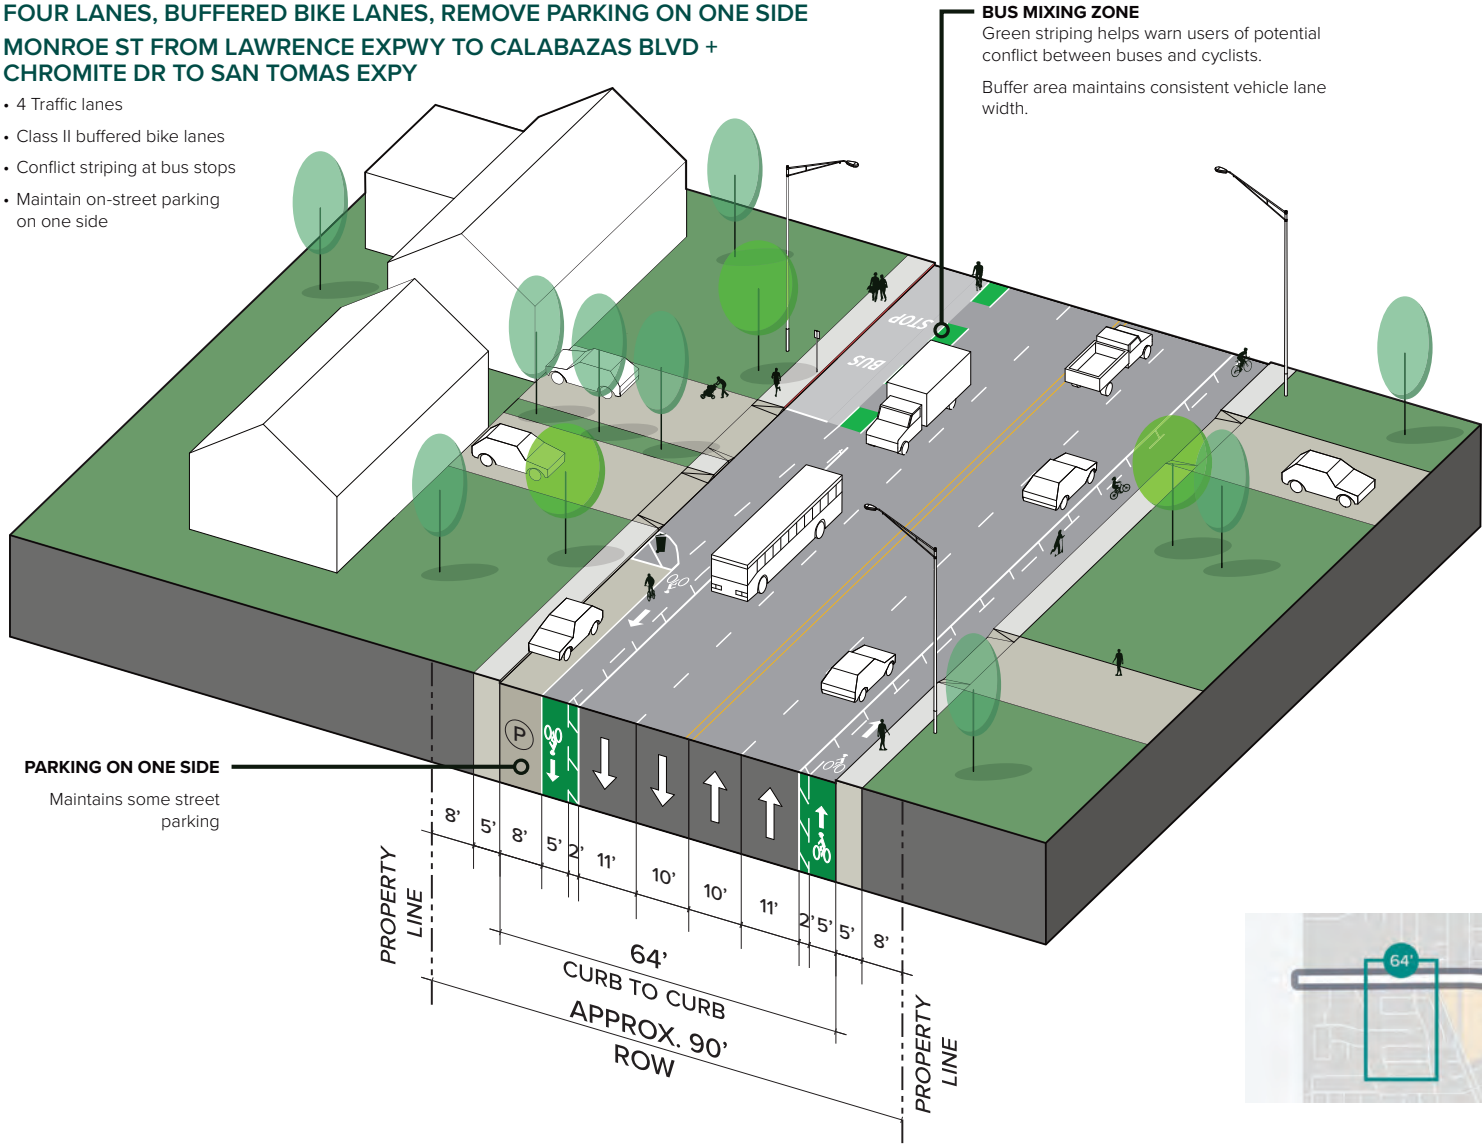 FOUR LANES, BUFFERED BIKE LANES, REMOVE PARKING ON ONE SIDE
MONROE ST FROM LAWRENCE EXPWY TO CALABAZAS BLVD +
CHROMITE DR TO SAN TOMAS EXPY
• 4 Traffic lanes
• Class II buffered bike lanes
• Conflict striping at bus stops
• Maintain on-street parking
on one side
BUS MIXING ZONE
Green striping helps warn users of potential
conflict between buses and cyclists.
Buffer area maintains consistent vehicle lane
width.
STOP
BUS
P
PARKING ON ONE SIDE
Maintains some street
parking
8’ 5’ 8’ 5’ 2’ 11’ 10’ 10’ 11’ 2’ 5’ 5’ 8’
PROPERTY
LINE
64’
CURB TO CURB
APPROX. 90’
ROW
PROPERTY
LINE
64’